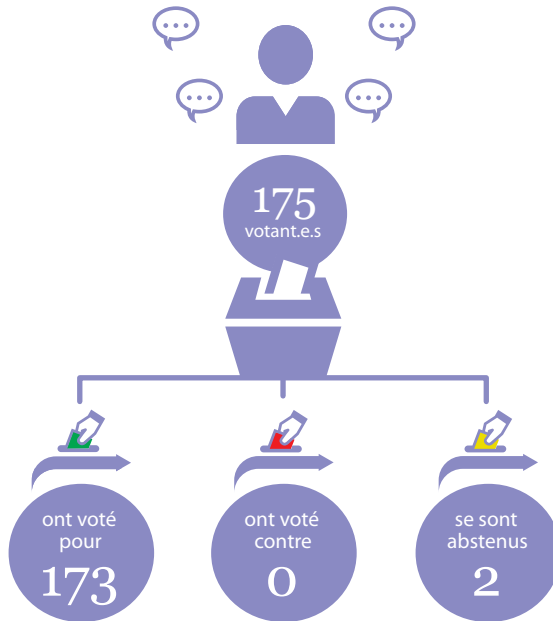 175
votant.e.s
ont voté
pour
173
ont voté
contre
0
se sont
abstenus
2